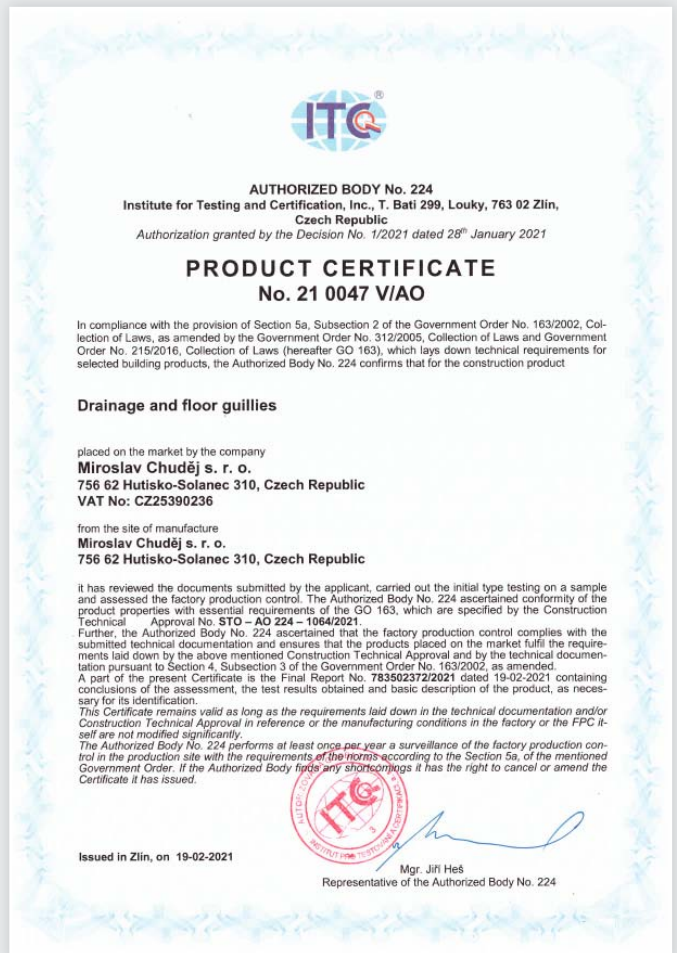 ITC®
AUTHORIZED BODY No. 224
Institute for Testing and Certification, Inc., T. Bati 299, Louky, 763 02 Zlín,
Czech Republic
Authorization granted by the Decision No. 1/2021 dated 28th January 2021
PRODUCT CERTIFICATE
No. 21 0047 V/AO
In compliance with the provision of Section 5a, Subsection 2 of the Government Order No. 163/2002, Col-
lection of Laws, as amended by the Government Order No. 312/2005, Collection of Laws and Government
Order No. 215/2016, Collection of Laws (hereafter GO 163), which lays down technical requirements for
selected building products, the Authorized Body No. 224 confirms that for the construction product
Drainage and floor guillies
placed on the market by the company
Miroslav Chuděj s. r. o.
756 62 Hutisko-Solanec 310, Czech Republic
VAT No: CZ25390236
from the site of manufacture
Miroslav Chuděj s. r. o.
756 62 Hutisko-Solanec 310, Czech Republic
it has reviewed the documents submitted by the applicant, carried out the initial type testing on a sample
and assessed the factory production control. The Authorized Body No. 224 ascertained conformity of the
product properties with essential requirements of the GO 163, which are specified by the Construction
Technical Approval No. STO – AO 224 – 1064/2021.
Further, the Authorized Body No. 224 ascertained that the factory production control complies with the
submitted technical documentation and ensures that the products placed on the market fulfil the require-
ments laid down by the above mentioned Construction Technical Approval and by the technical documen-
tation pursuant to Section 4, Subsection 3 of the Government Order No. 163/2002, as amended.
A part of the present Certificate is the Final Report No. 783502372/2021 dated 19-02-2021 containing
conclusions of the assessment, the test results obtained and basic description of the product, as neces-
sary for its identification.
This Certificate remains valid as long as the requirements laid down in the technical documentation and/or
Construction Technical Approval in reference or the manufacturing conditions in the factory or the FPC it-
self are not modified significantly.
The Authorized Body No. 224 performs at least once per year a surveillance of the factory production con-
trol in the production site with the requirements of the norms according to the Section 5a, of the mentioned
Government Order. If the Authorized Body finds any shortcomings it has the right to cancel or amend the
Certificate it has issued.
ITC
3
INSTITUT PRO TESTOVÁNÍ A CERTIFIKACI
Issued in Zlín, on 19-02-2021
Mgr. Jiří Heš
Representative of the Authorized Body No. 224